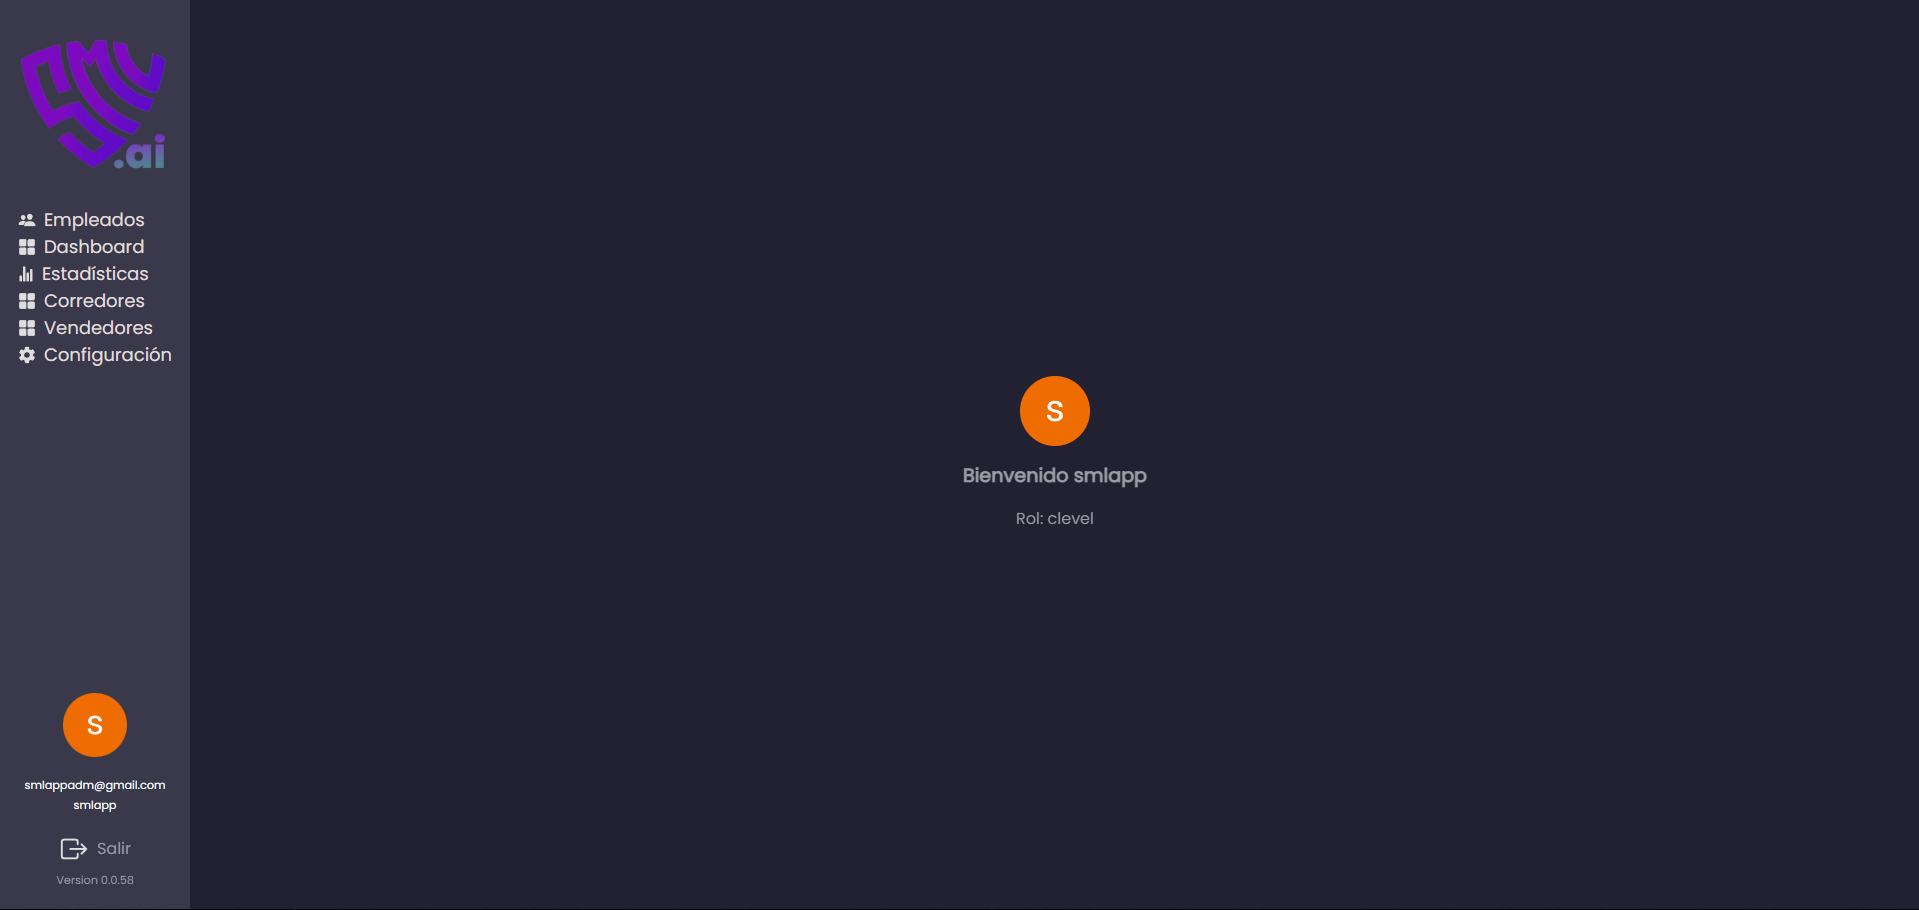 .ai
Empleados
Dashboard
Estadísticas
Corredores
Vendedores
Configuración
S
Bienvenido smlapp
Rol: clevel
S
smlappadm@gmail.com
smlapp
Salir
Version 0.0.58